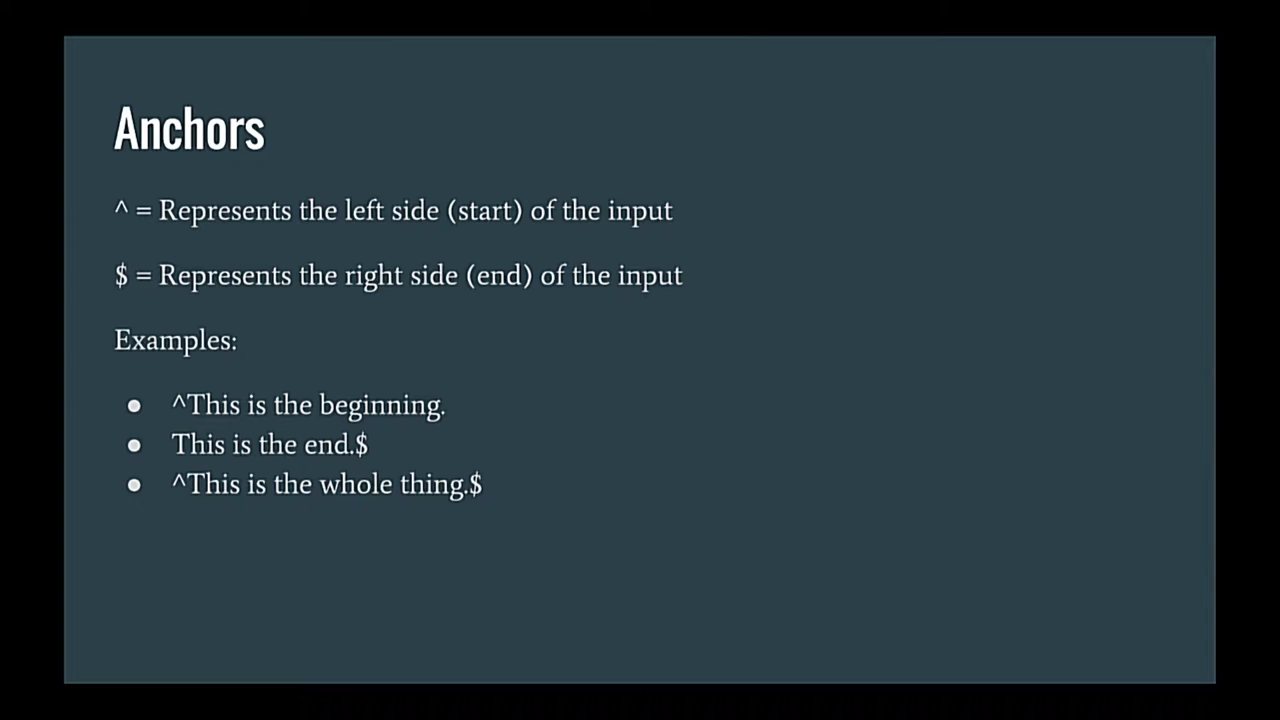 Anchors
^ = Represents the left side (start) of the input
$ = Represents the right side (end) of the input
Examples:
● ^This is the beginning.
● This is the end.$
● ^This is the whole thing.$